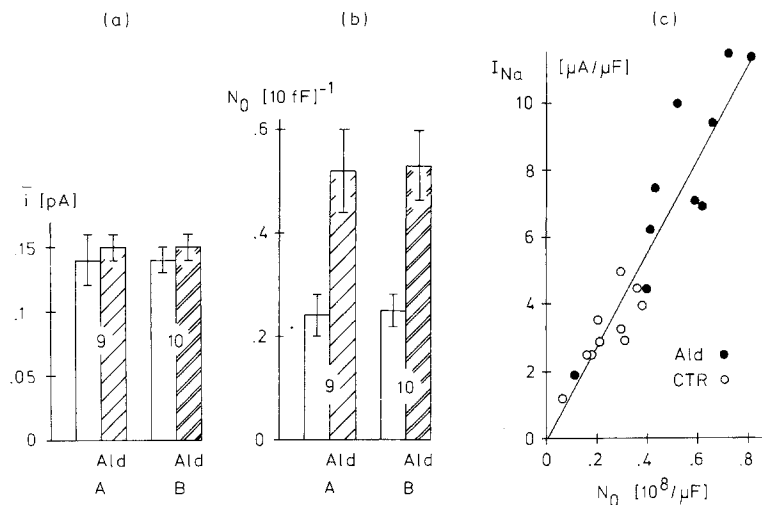 (a)
i̅ [pA]
.15
.1
.05
0
9
10
Ald
Ald
A
B
(b)
N₀ [10 fF]⁻¹
.6
.4
.2
0
9
10
Ald
Ald
A
B
(c)
I_Na [μA/μF]
10
8
6
4
2
0
Ald ●
CTR ○
0
.2
.4
.6
.8
N₀ [10⁸/μF]